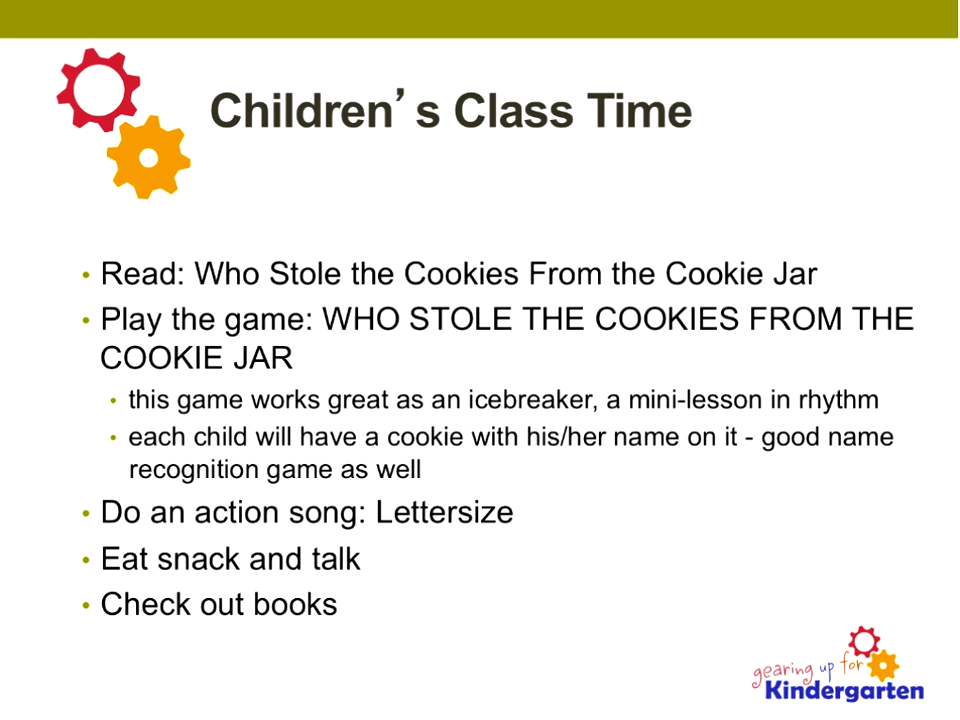 Children’s Class Time
• Read: Who Stole the Cookies From the Cookie Jar
• Play the game: WHO STOLE THE COOKIES FROM THE
COOKIE JAR
• this game works great as an icebreaker, a mini-lesson in rhythm
• each child will have a cookie with his/her name on it - good name
recognition game as well
• Do an action song: Lettersize
• Eat snack and talk
• Check out books
gearing up for
Kindergarten